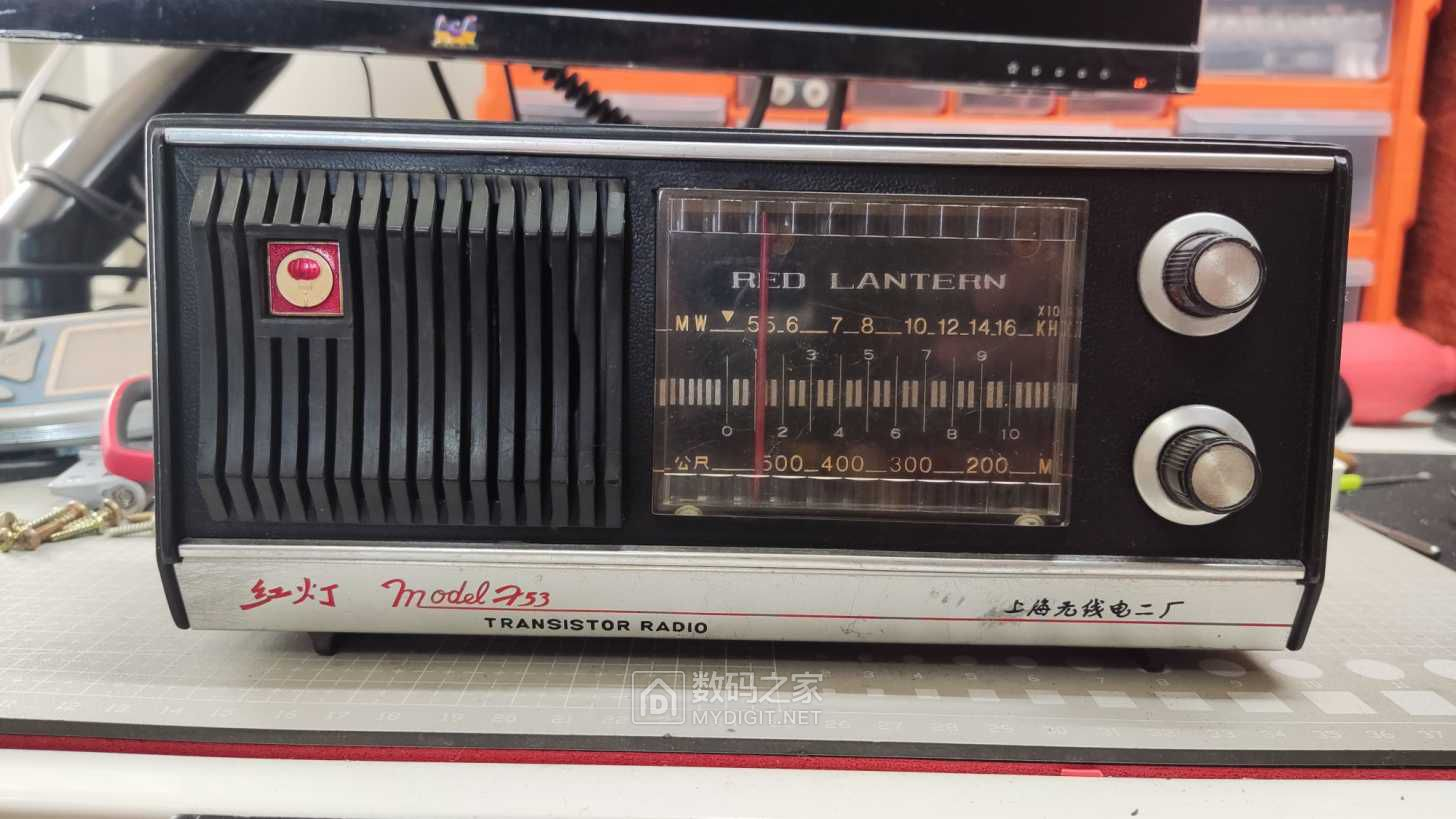 RED LANTERN
X10
MW 55 6 7 8 10 12 14 16 KH
1 3 5 7 9
0 2 4 6 8 10
公尺 500 400 300 200 M
红灯 Model 753 上海无线电二厂
TRANSISTOR RADIO
数码之家
MYDIGIT.NET